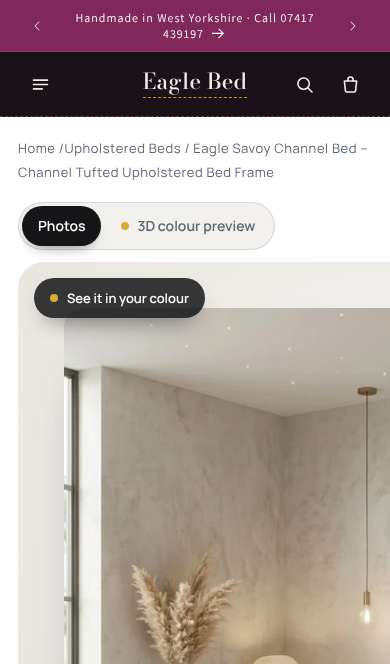 Handmade in West Yorkshire · Call 07417
439197 →
Eagle Bed
Home /Upholstered Beds / Eagle Savoy Channel Bed –
Channel Tufted Upholstered Bed Frame
Photos
3D colour preview
See it in your colour